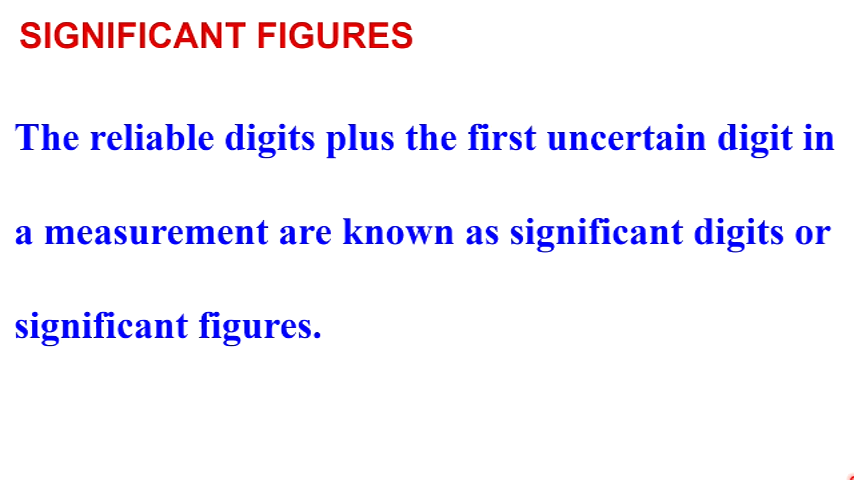 SIGNIFICANT FIGURES
The reliable digits plus the first uncertain digit in
a measurement are known as significant digits or
significant figures.